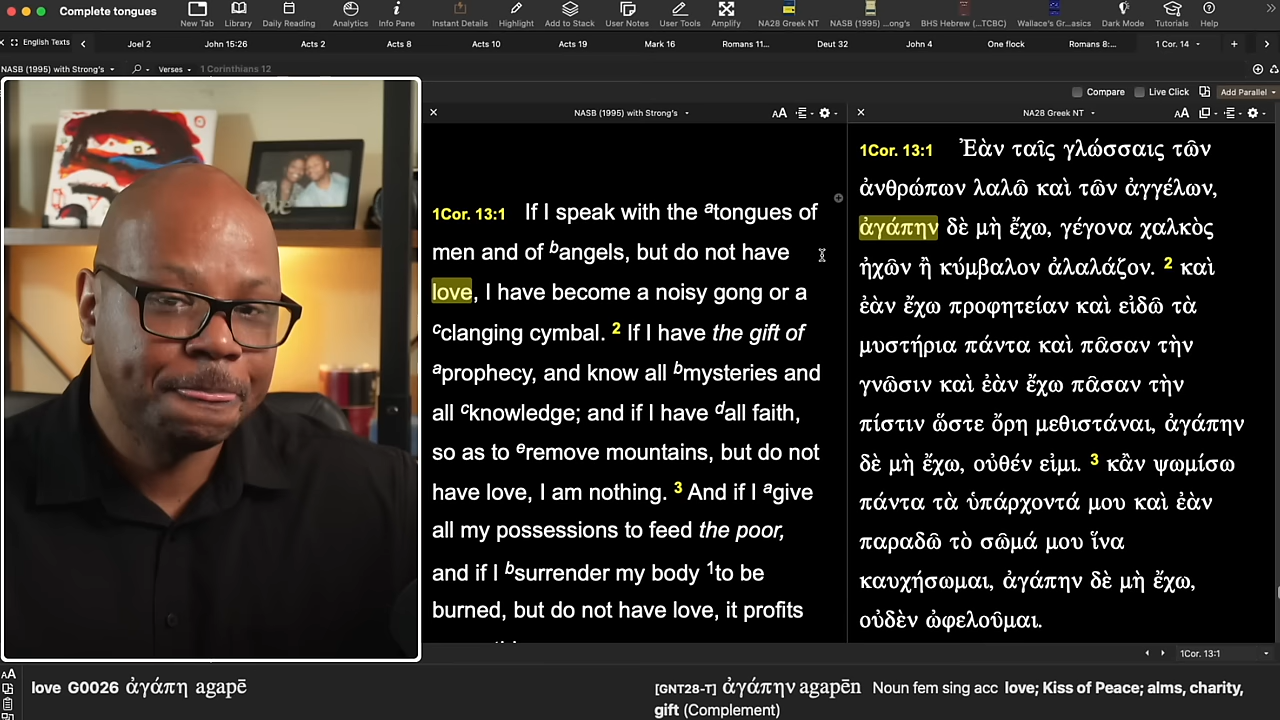 Complete tongues
New Tab
Library
Daily Reading
Analytics
Info Pane
Instant Details
Highlight
Add to Stack
User Notes
User Tools
Amplify
NA28 Greek NT
NASB (1995) ...ong's
BHS Hebrew (...TCBC)
Wallace's Gr...asics
Dark Mode
Tutorials
Help
English Texts
Joel 2
John 15:26
Acts 2
Acts 8
Acts 10
Acts 19
Mark 16
Romans 11...
Deut 32
John 4
One flock
Romans 8:...
1 Cor. 14
NASB (1995) with Strong's
Verses
1 Corinthians 12
Compare
Live Click
Add Parallel
NASB (1995) with Strong's
AA
1Cor. 13:1 If I speak with the ᵃtongues of
men and of ᵇangels, but do not have
love, I have become a noisy gong or a
ᶜclanging cymbal. ² If I have the gift of
ᵃprophecy, and know all ᵇmysteries and
all ᶜknowledge; and if I have ᵈall faith,
so as to ᵉremove mountains, but do not
have love, I am nothing. ³ And if I ᵃgive
all my possessions to feed the poor,
and if I ᵇsurrender my body ¹to be
burned, but do not have love, it profits
NA28 Greek NT
AA
1Cor. 13:1 Ἐὰν ταῖς γλώσσαις τῶν
ἀνθρώπων λαλῶ καὶ τῶν ἀγγέλων,
ἀγάπην δὲ μὴ ἔχω, γέγονα χαλκὸς
ἠχῶν ἢ κύμβαλον ἀλαλάζον. ² καὶ
ἐὰν ἔχω προφητείαν καὶ εἰδῶ τὰ
μυστήρια πάντα καὶ πᾶσαν τὴν
γνῶσιν καὶ ἐὰν ἔχω πᾶσαν τὴν
πίστιν ὥστε ὄρη μεθιστάναι, ἀγάπην
δὲ μὴ ἔχω, οὐθέν εἰμι. ³ κἂν ψωμίσω
πάντα τὰ ὑπάρχοντά μου καὶ ἐὰν
παραδῶ τὸ σῶμά μου ἵνα
καυχήσωμαι, ἀγάπην δὲ μὴ ἔχω,
οὐδὲν ὠφελοῦμαι.
1Cor. 13:1
AA
love G0026 ἀγάπη agapē
[GNT28-T] ἀγάπην agapēn Noun fem sing acc love; Kiss of Peace; alms, charity,
gift (Complement)